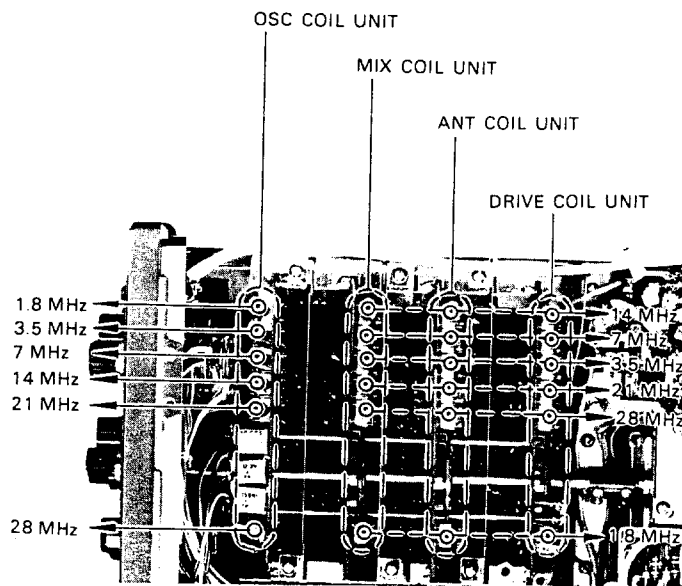 OSC COIL UNIT
MIX COIL UNIT
ANT COIL UNIT
DRIVE COIL UNIT
1.8 MHz
3.5 MHz
7 MHz
14 MHz
21 MHz
28 MHz
14 MHz
7 MHz
3.5 MHz
21 MHz
28 MHz
1.8 MHz